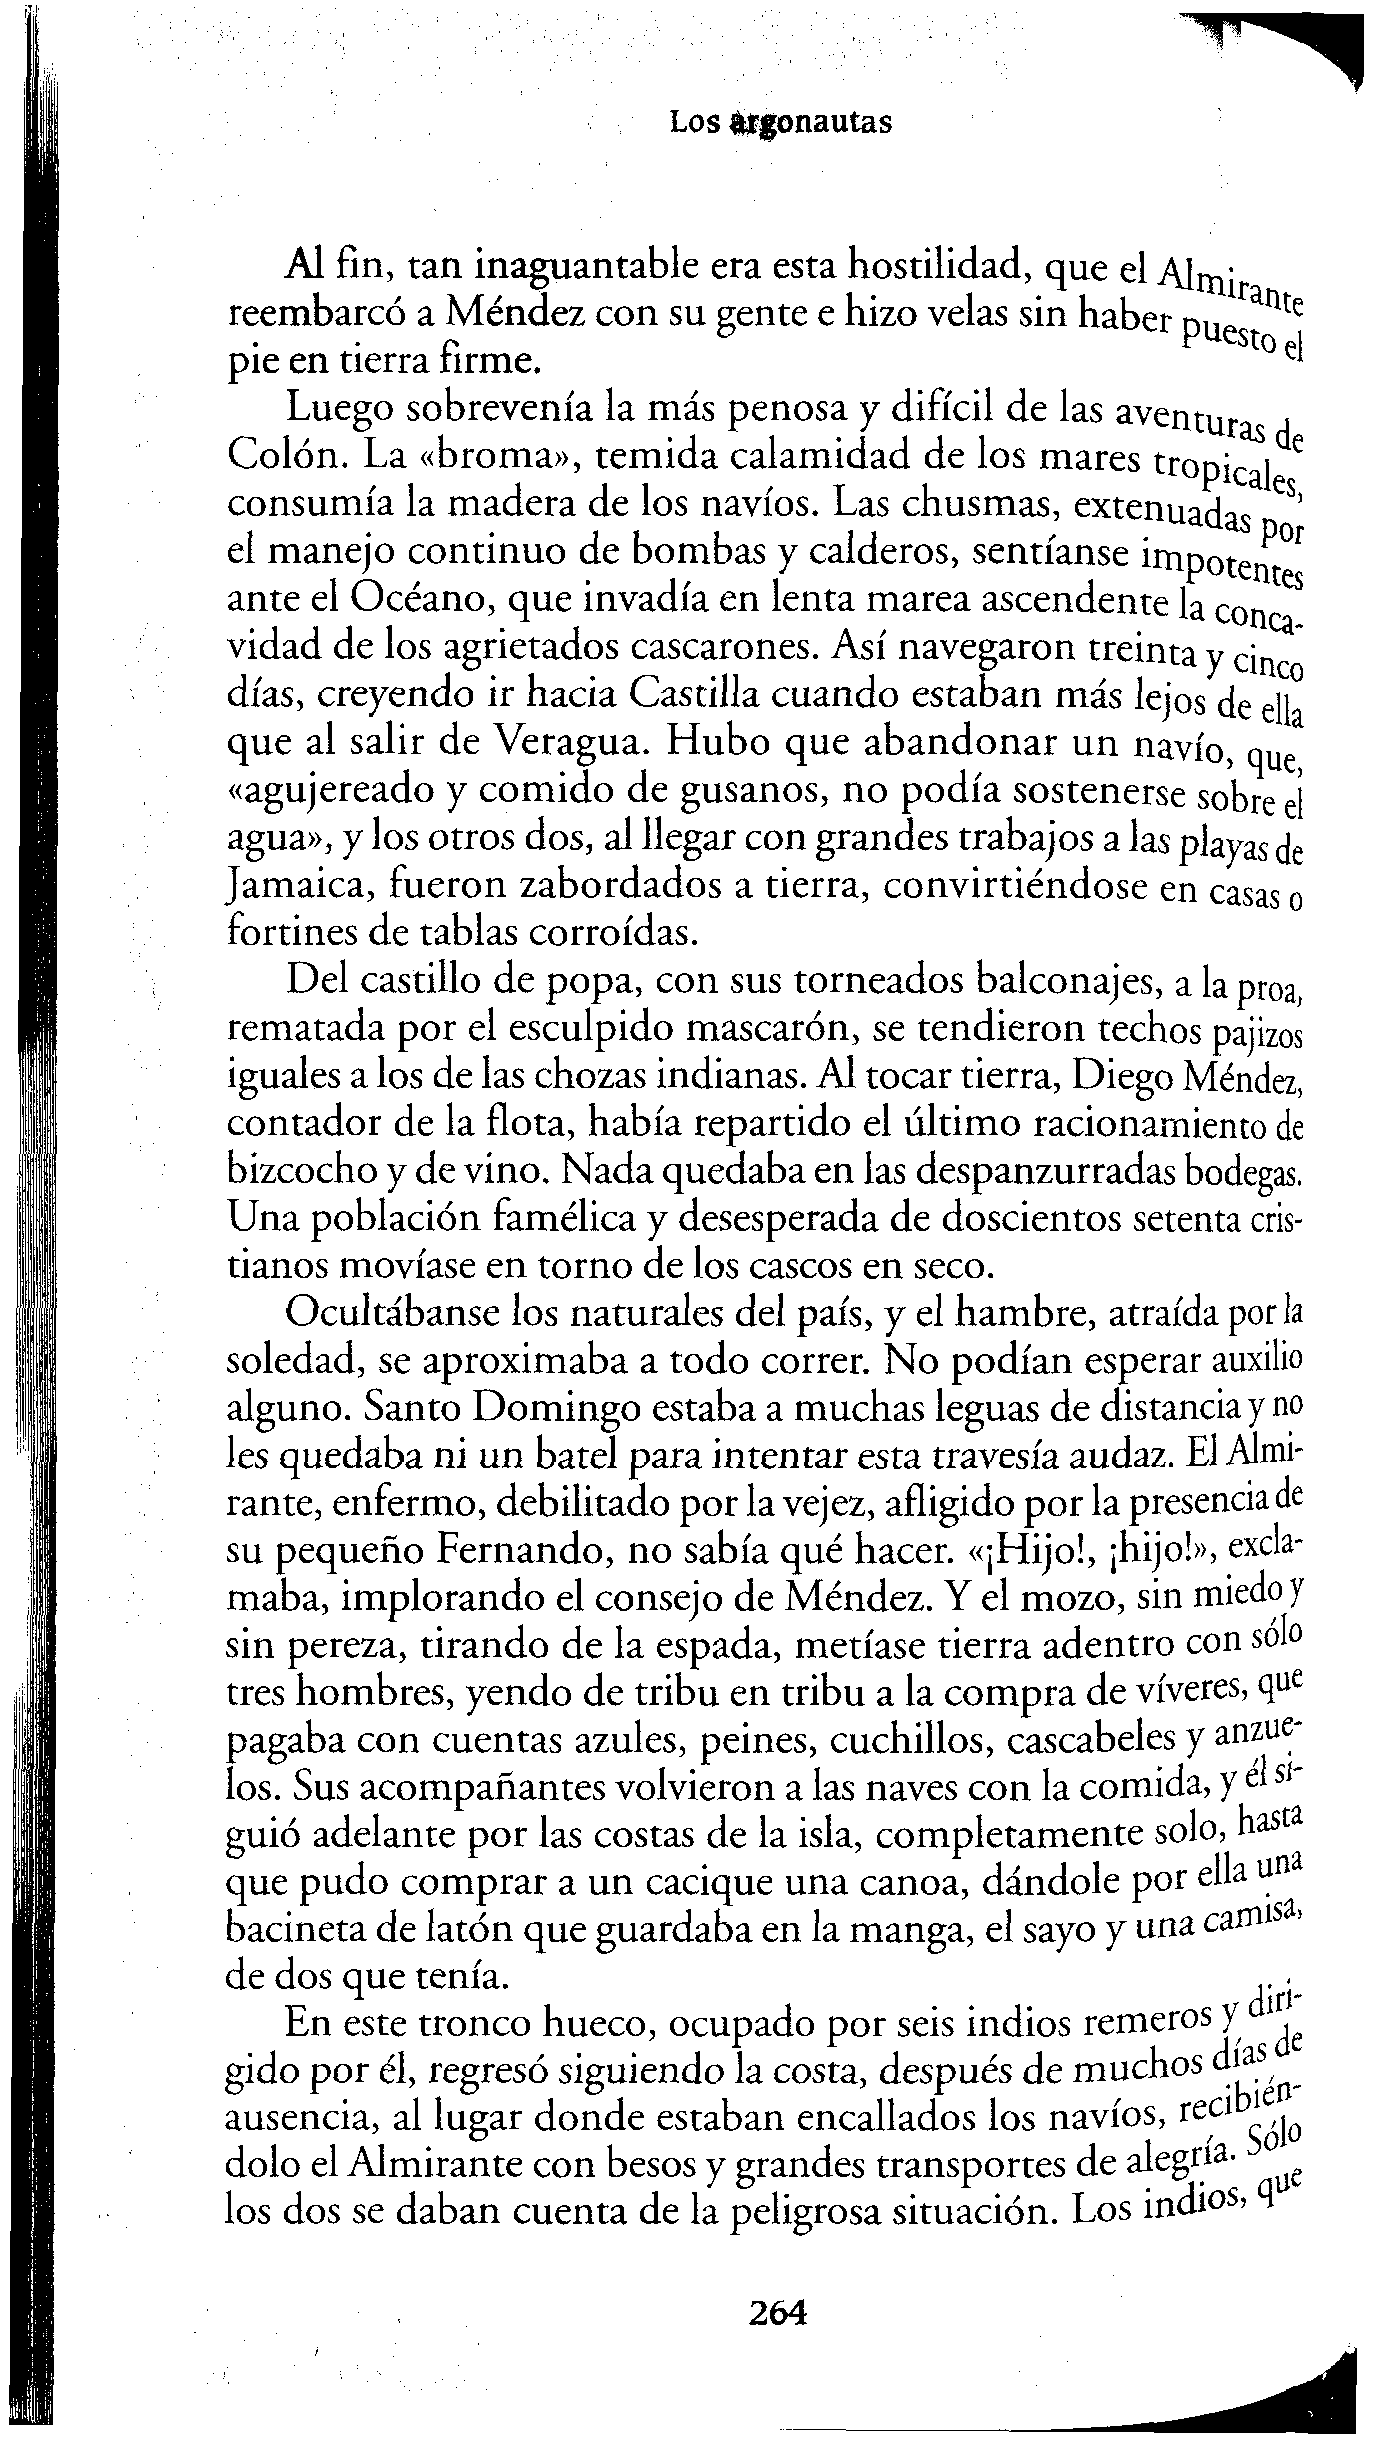 Los argonautas
Al fin, tan inaguantable era esta hostilidad, que el Almirante
reembarcó a Méndez con su gente e hizo velas sin haber puesto el
pie en tierra firme.
Luego sobrevenía la más penosa y difícil de las aventuras de
Colón. La «broma», temida calamidad de los mares tropicales,
consumía la madera de los navíos. Las chusmas, extenuadas por
el manejo continuo de bombas y calderos, sentíanse impotentes
ante el Océano, que invadía en lenta marea ascendente la conca-
vidad de los agrietados cascarones. Así navegaron treinta y cinco
días, creyendo ir hacia Castilla cuando estaban más lejos de ella
que al salir de Veragua. Hubo que abandonar un navío, que,
«agujereado y comido de gusanos, no podía sostenerse sobre el
agua», y los otros dos, al llegar con grandes trabajos a las playas de
Jamaica, fueron zabordados a tierra, convirtiéndose en casas o
fortines de tablas corroídas.
Del castillo de popa, con sus torneados balconajes, a la proa,
rematada por el esculpido mascarón, se tendieron techos pajizos
iguales a los de las chozas indianas. Al tocar tierra, Diego Méndez,
contador de la flota, había repartido el último racionamiento de
bizcocho y de vino. Nada quedaba en las despanzurradas bodegas.
Una población famélica y desesperada de doscientos setenta cris-
tianos movíase en torno de los cascos en seco.
Ocultábanse los naturales del país, y el hambre, atraída por la
soledad, se aproximaba a todo correr. No podían esperar auxilio
alguno. Santo Domingo estaba a muchas leguas de distancia y no
les quedaba ni un batel para intentar esta travesía audaz. El Almi-
rante, enfermo, debilitado por la vejez, afligido por la presencia de
su pequeño Fernando, no sabía qué hacer. «¡Hijo!, ¡hijo!», excla-
maba, implorando el consejo de Méndez. Y el mozo, sin miedo y
sin pereza, tirando de la espada, metíase tierra adentro con sólo
tres hombres, yendo de tribu en tribu a la compra de víveres, que
pagaba con cuentas azules, peines, cuchillos, cascabeles y anzue-
los. Sus acompañantes volvieron a las naves con la comida, y él si-
guió adelante por las costas de la isla, completamente solo, hasta
que pudo comprar a un cacique una canoa, dándole por ella una
bacineta de latón que guardaba en la manga, el sayo y una camisa,
de dos que tenía.
En este tronco hueco, ocupado por seis indios remeros y diri-
gido por él, regresó siguiendo la costa, después de muchos días de
ausencia, al lugar donde estaban encallados los navíos, recibién-
dolo el Almirante con besos y grandes transportes de alegría. Sólo
los dos se daban cuenta de la peligrosa situación. Los indios, que
264